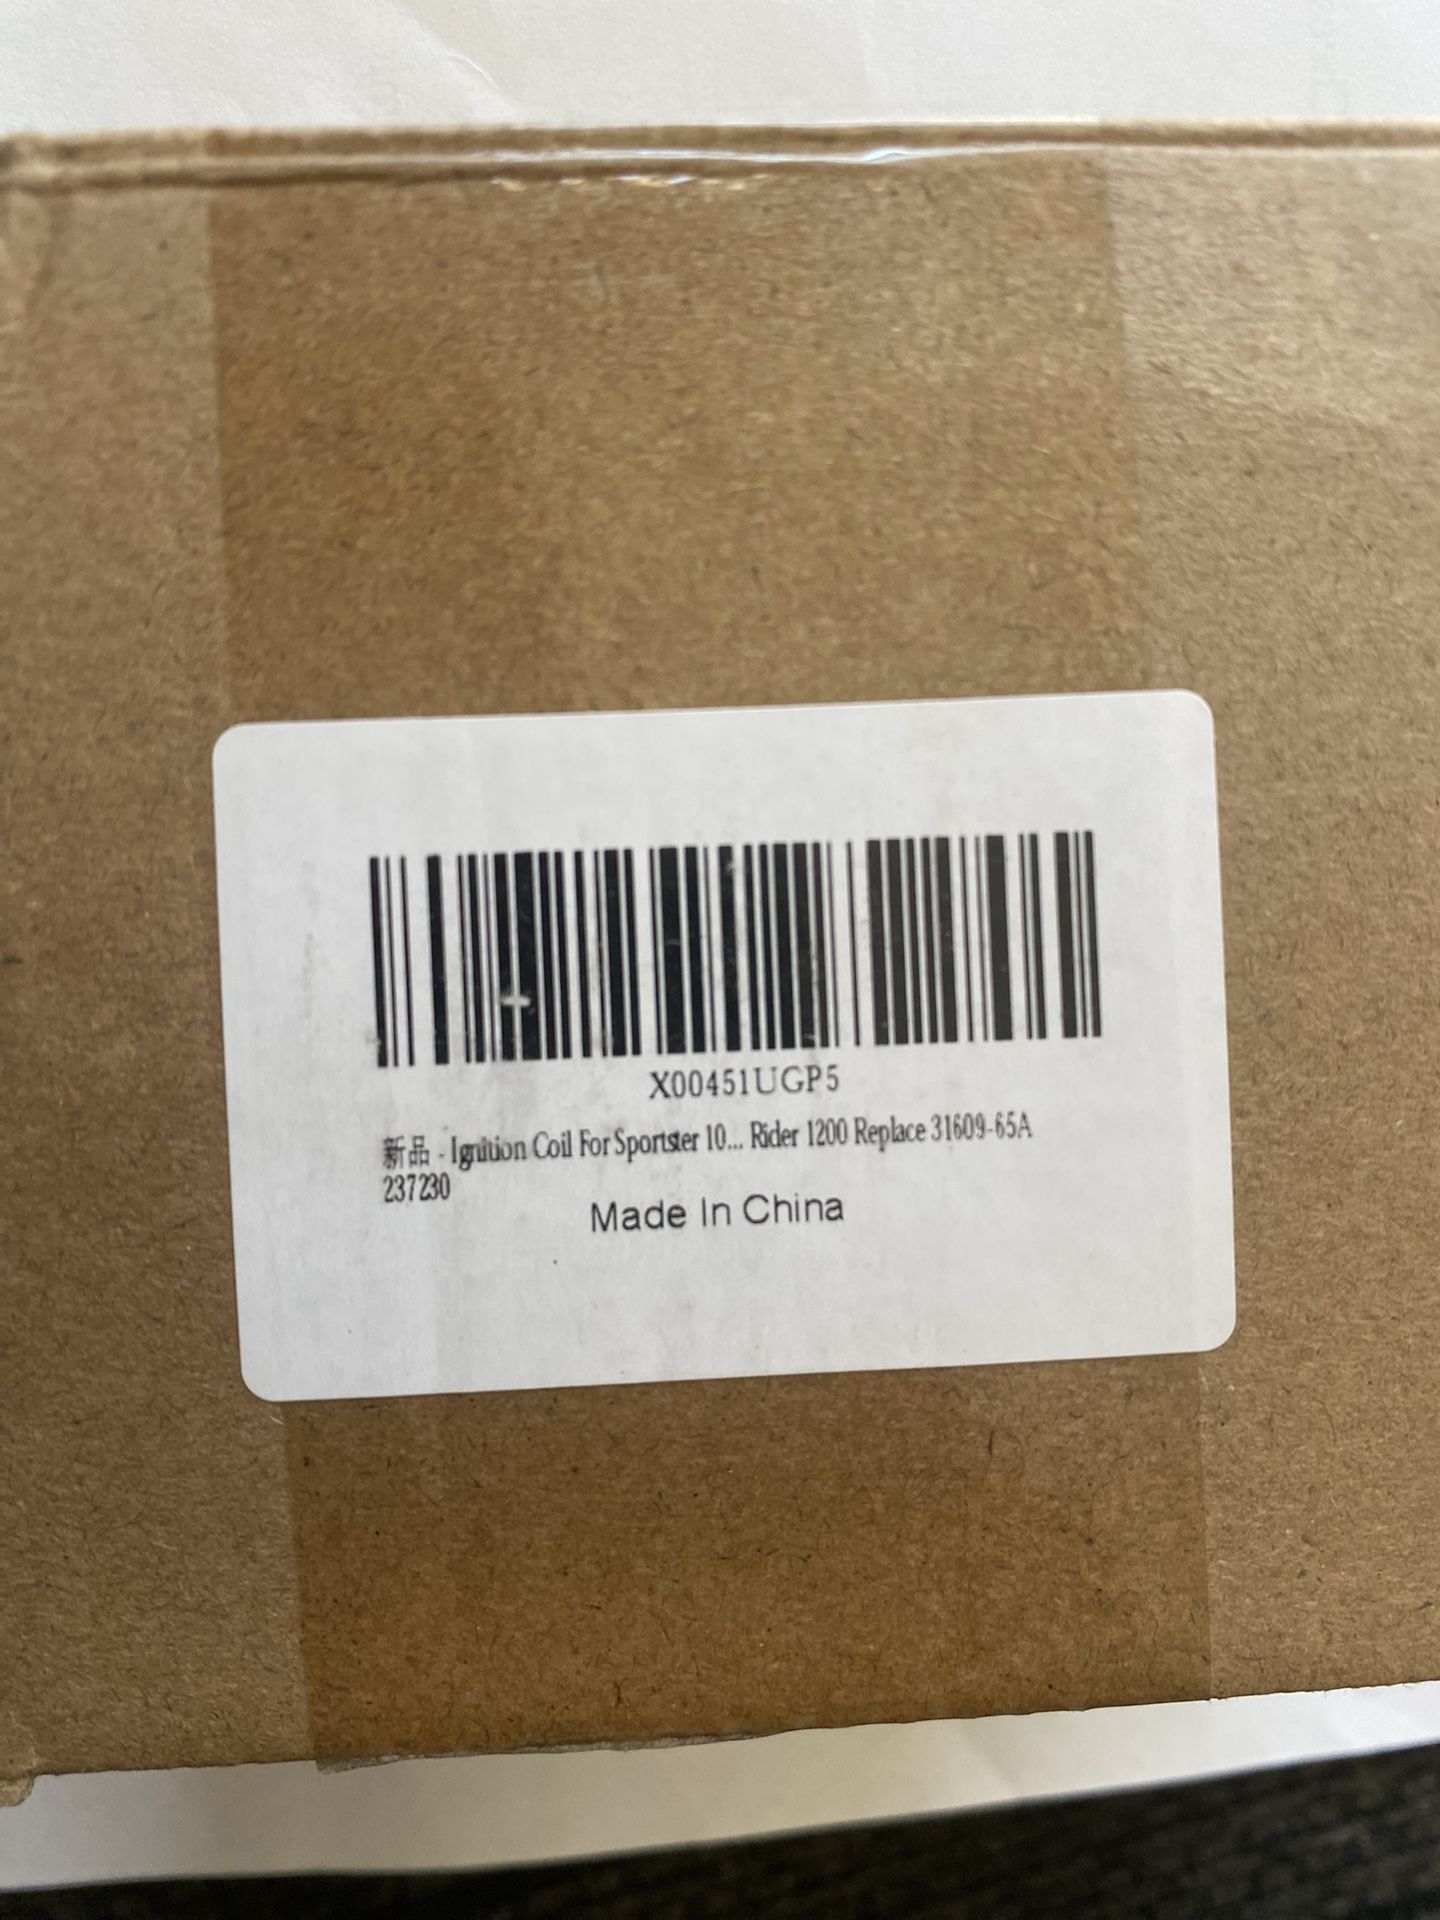 X00451UGP5
新品 - Ignition Coil For Sportster 10... Rider 1200 Replace 31609-65A
237230
Made In China